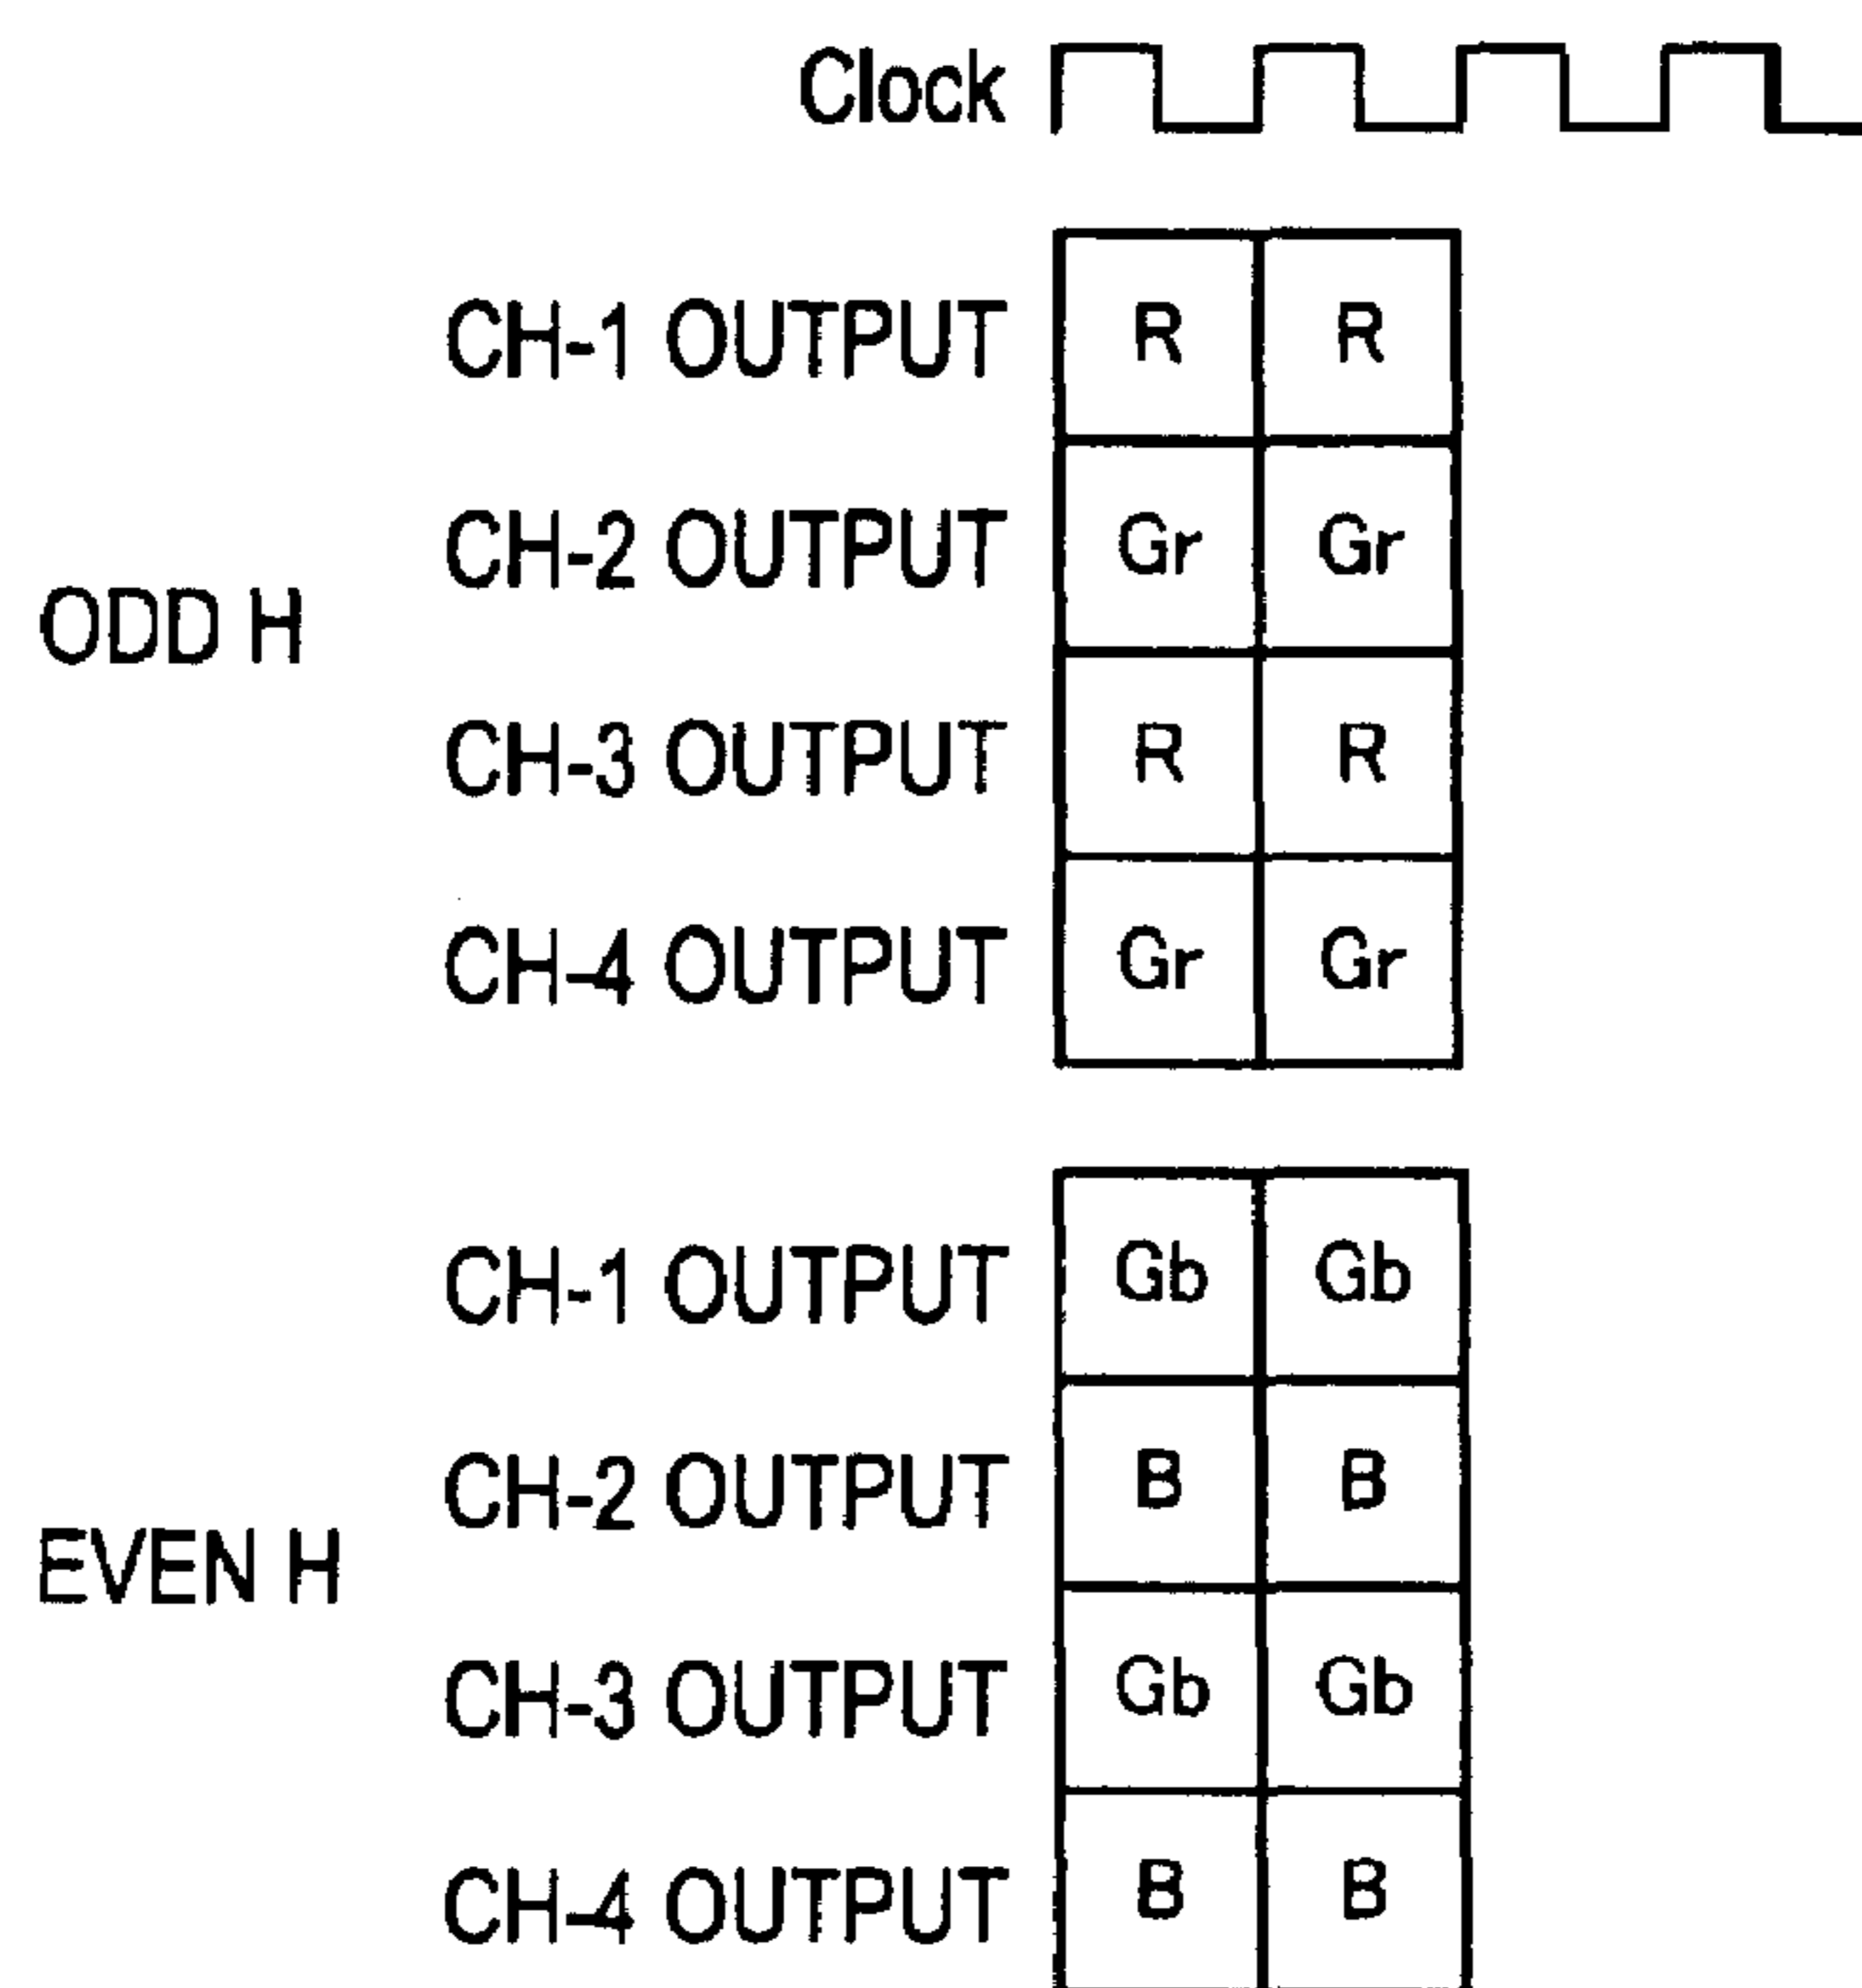 Clock
CH-1 OUTPUT R R
CH-2 OUTPUT Gr Gr
ODD H
CH-3 OUTPUT R R
CH-4 OUTPUT Gr Gr
CH-1 OUTPUT Gb Gb
CH-2 OUTPUT B B
EVEN H
CH-3 OUTPUT Gb Gb
CH-4 OUTPUT B B